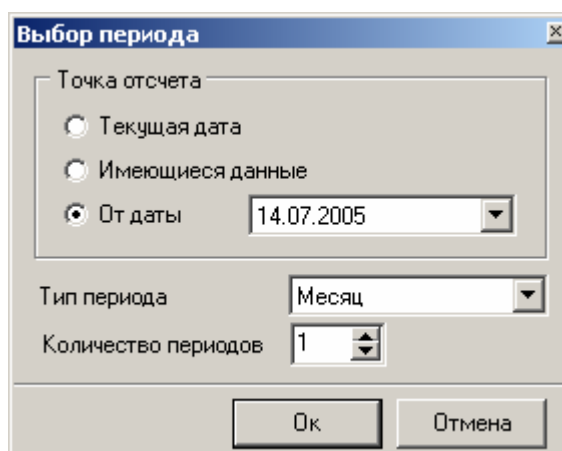 Выбор периода
Точка отсчета
Текущая дата
Имеющиеся данные
От даты 14.07.2005
Тип периода Месяц
Количество периодов 1
Ок Отмена